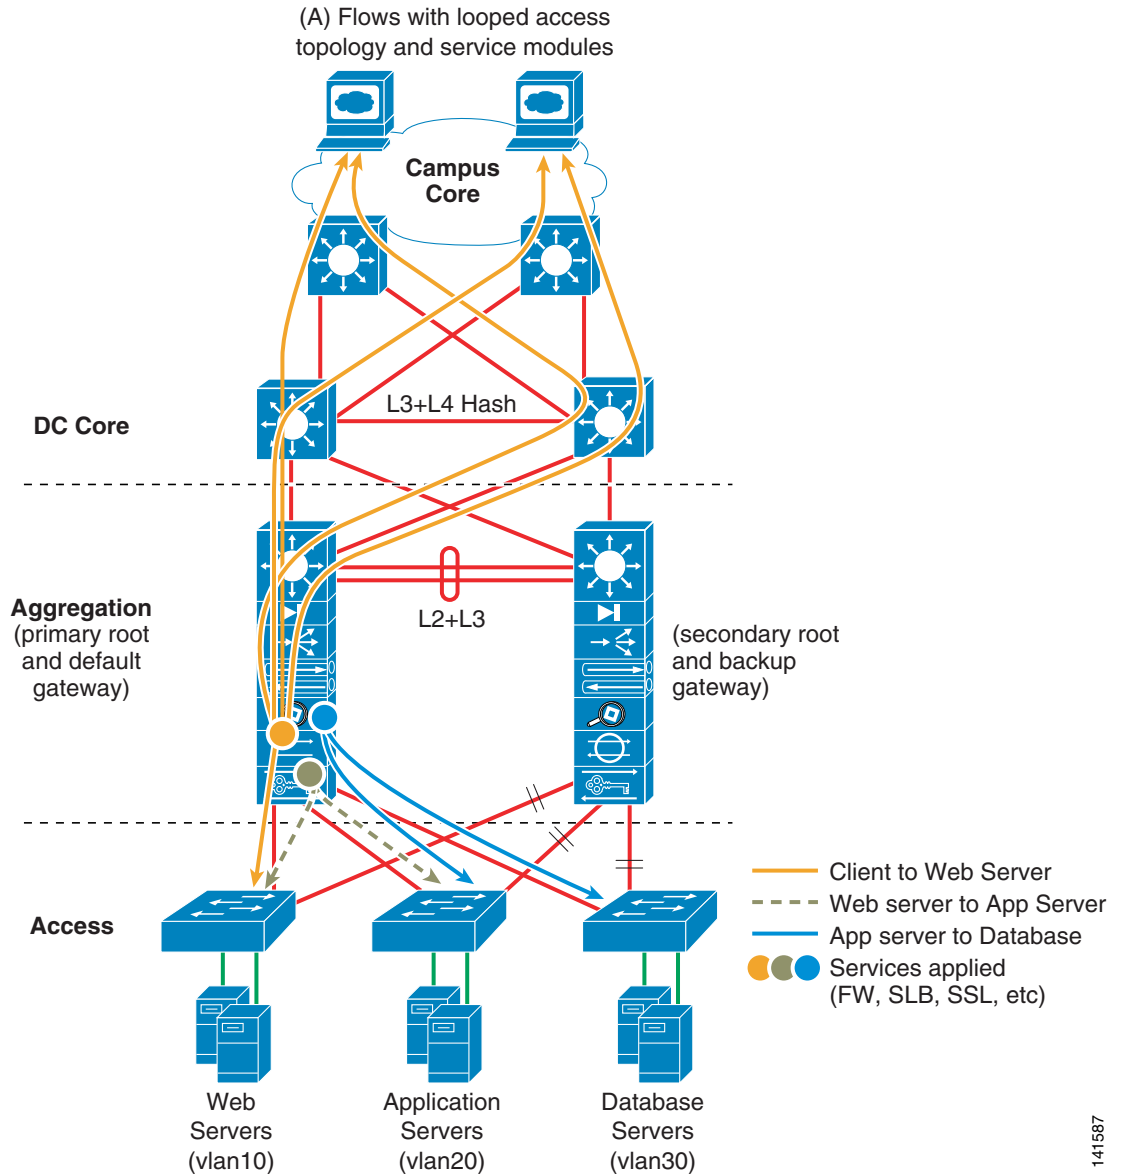 (A) Flows with looped access
topology and service modules
Campus
Core
L3+L4 Hash
DC Core
Aggregation
(primary root
and default
gateway)
L2+L3
(secondary root
and backup
gateway)
Access
Client to Web Server
Web server to App Server
App server to Database
Services applied
(FW, SLB, SSL, etc)
Web
Servers
(vlan10)
Application
Servers
(vlan20)
Database
Servers
(vlan30)
141587